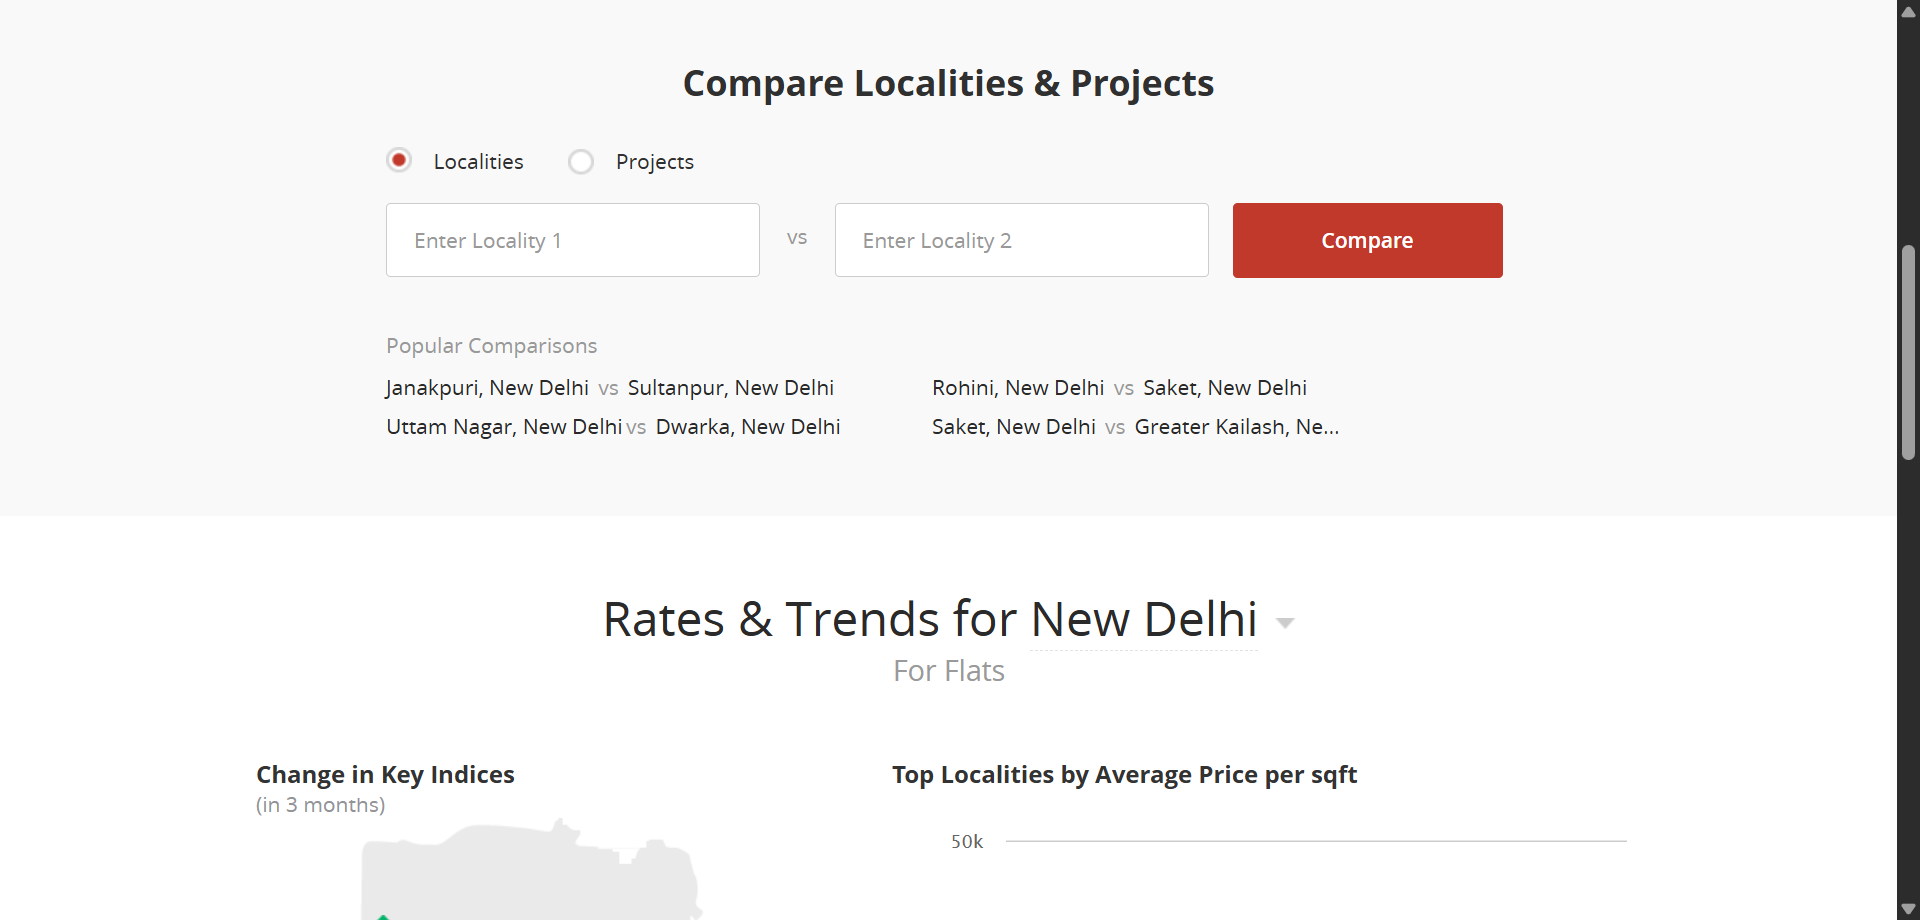 Compare Localities & Projects
Localities Projects
Enter Locality 1 vs Enter Locality 2 Compare
Popular Comparisons
Janakpuri, New Delhi vs Sultanpur, New Delhi Rohini, New Delhi vs Saket, New Delhi
Uttam Nagar, New Delhi vs Dwarka, New Delhi Saket, New Delhi vs Greater Kailash, Ne...
Rates & Trends for New Delhi
For Flats
Change in Key Indices Top Localities by Average Price per sqft
(in 3 months)
50k